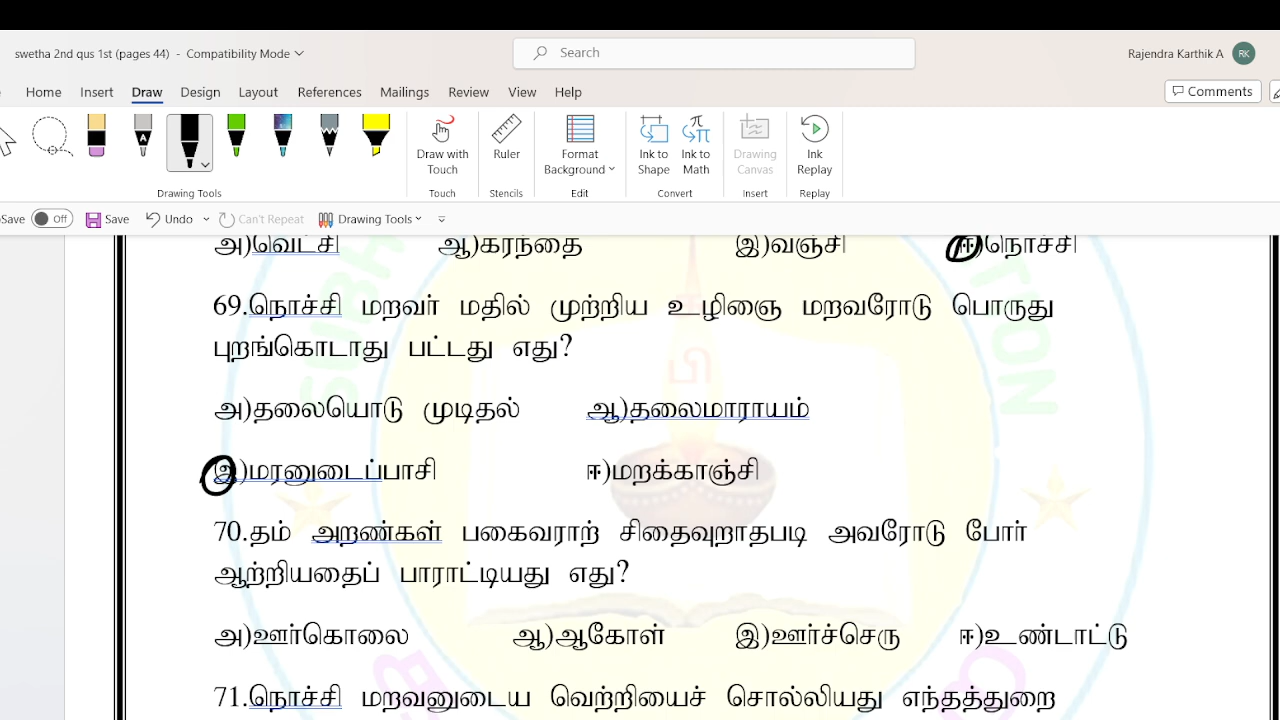 swetha 2nd qus 1st (pages 44) - Compatibility Mode
Search
Rajendra Karthik A RK
Home Insert Draw Design Layout References Mailings Review View Help
Comments
Draw with Touch
Ruler
Format Background
Ink to Shape
Ink to Math
Drawing Canvas
Ink Replay
Drawing Tools Touch Stencils Edit Convert Insert Replay
Save Off Save Undo Can't Repeat Drawing Tools
அ)வெட்சி ஆ)கரந்தை இ)வஞ்சி ஈ)நொச்சி
69.நொச்சி மறவர் மதில் முற்றிய உழிஞை மறவரோடு பொருது
புறங்கொடாது பட்டது எது?
அ)தலையொடு முடிதல் ஆ)தலைமாராயம்
இ)மரனுடைப்பாசி ஈ)மறக்காஞ்சி
70.தம் அறண்கள் பகைவராற் சிதைவுறாதபடி அவரோடு போர்
ஆற்றியதைப் பாராட்டியது எது?
அ)ஊர்கொலை ஆ)ஆகோள் இ)ஊர்ச்செரு ஈ)உண்டாட்டு
71.நொச்சி மறவனுடைய வெற்றியைச் சொல்லியது எந்தத்துறை